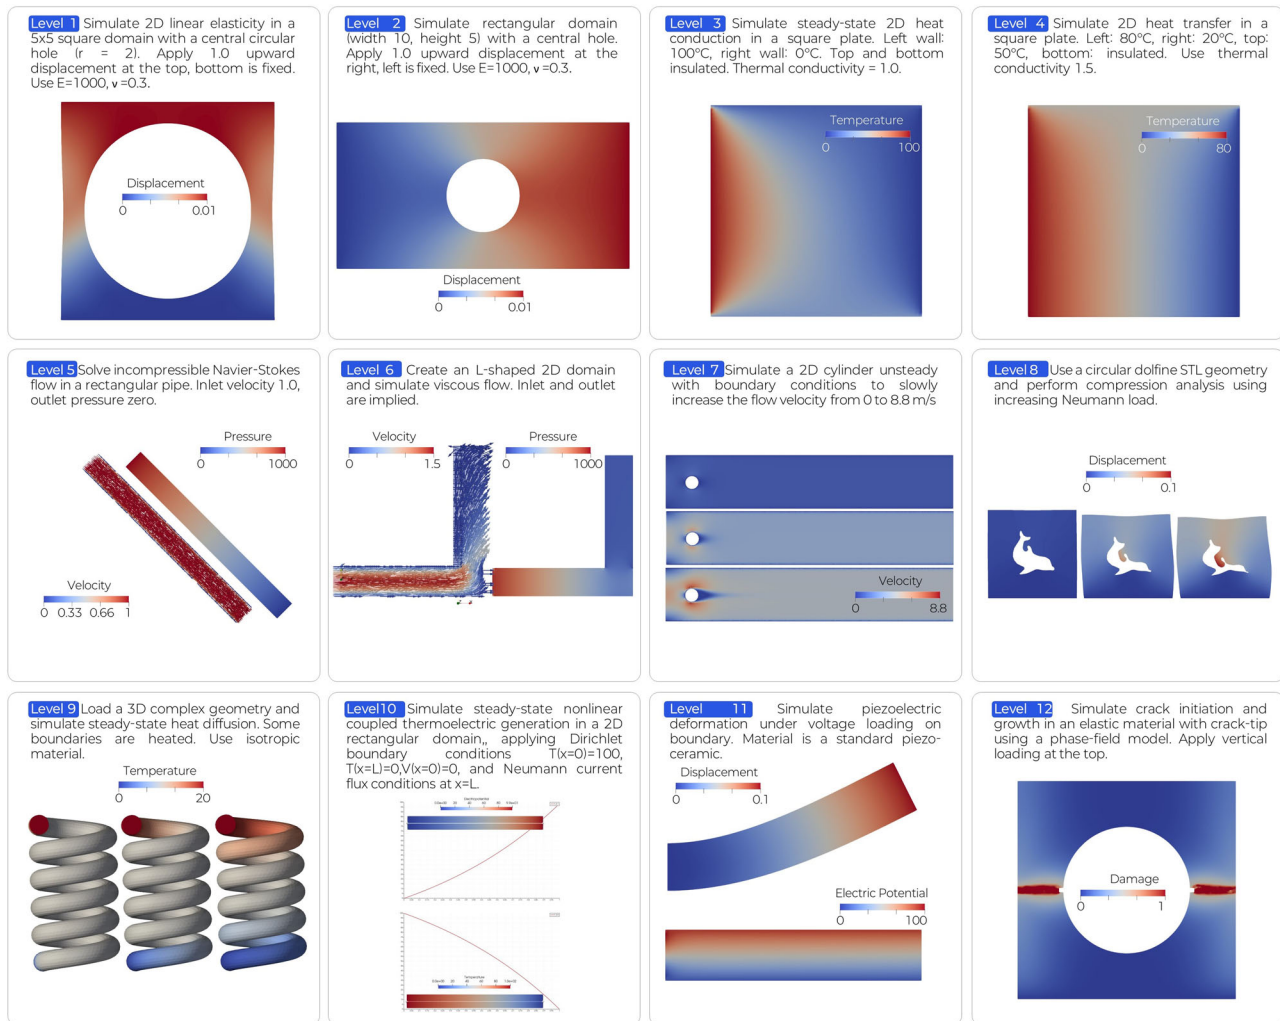 Level 1 Simulate 2D linear elasticity in a
5x5 square domain with a central circular
hole (r = 2). Apply 1.0 upward
displacement at the top, bottom is fixed.
Use E=1000, ν=0.3.
Displacement
0 0.01
Level 2 Simulate rectangular domain
(width 10, height 5) with a central hole.
Apply 1.0 upward displacement at the
right, left is fixed. Use E=1000, ν=0.3.
Displacement
0 0.01
Level 3 Simulate steady-state 2D heat
conduction in a square plate. Left wall:
100°C, right wall: 0°C. Top and bottom
insulated. Thermal conductivity = 1.0.
Temperature
0 100
Level 4 Simulate 2D heat transfer in a
square plate. Left: 80°C, right: 20°C, top:
50°C, bottom: insulated. Use thermal
conductivity 1.5.
Temperature
0 80
Level 5 Solve incompressible Navier-Stokes
flow in a rectangular pipe. Inlet velocity 1.0,
outlet pressure zero.
Pressure
0 1000
Velocity
0 0.33 0.66 1
Level 6 Create an L-shaped 2D domain
and simulate viscous flow. Inlet and outlet
are implied.
Velocity
0 1.5
Pressure
0 1000
Level 7 Simulate a 2D cylinder unsteady
with boundary conditions to slowly
increase the flow velocity from 0 to 8.8 m/s
Velocity
0 8.8
Level 8 Use a circular dolfine STL geometry
and perform compression analysis using
increasing Neumann load.
Displacement
0 0.1
Level 9 Load a 3D complex geometry and
simulate steady-state heat diffusion. Some
boundaries are heated. Use isotropic
material.
Temperature
0 20
Level10 Simulate steady-state nonlinear
coupled thermoelectric generation in a 2D
rectangular domain,, applying Dirichlet
boundary conditions T(x=0)=100,
T(x=L)=0,V(x=0)=0, and Neumann current
flux conditions at x=L.
Temperature
Level 11 Simulate piezoelectric
deformation under voltage loading on
boundary. Material is a standard piezo-
ceramic.
Displacement
0 0.1
Electric Potential
0 100
Level 12 Simulate crack initiation and
growth in an elastic material with crack-tip
using a phase-field model. Apply vertical
loading at the top.
Damage
0 1